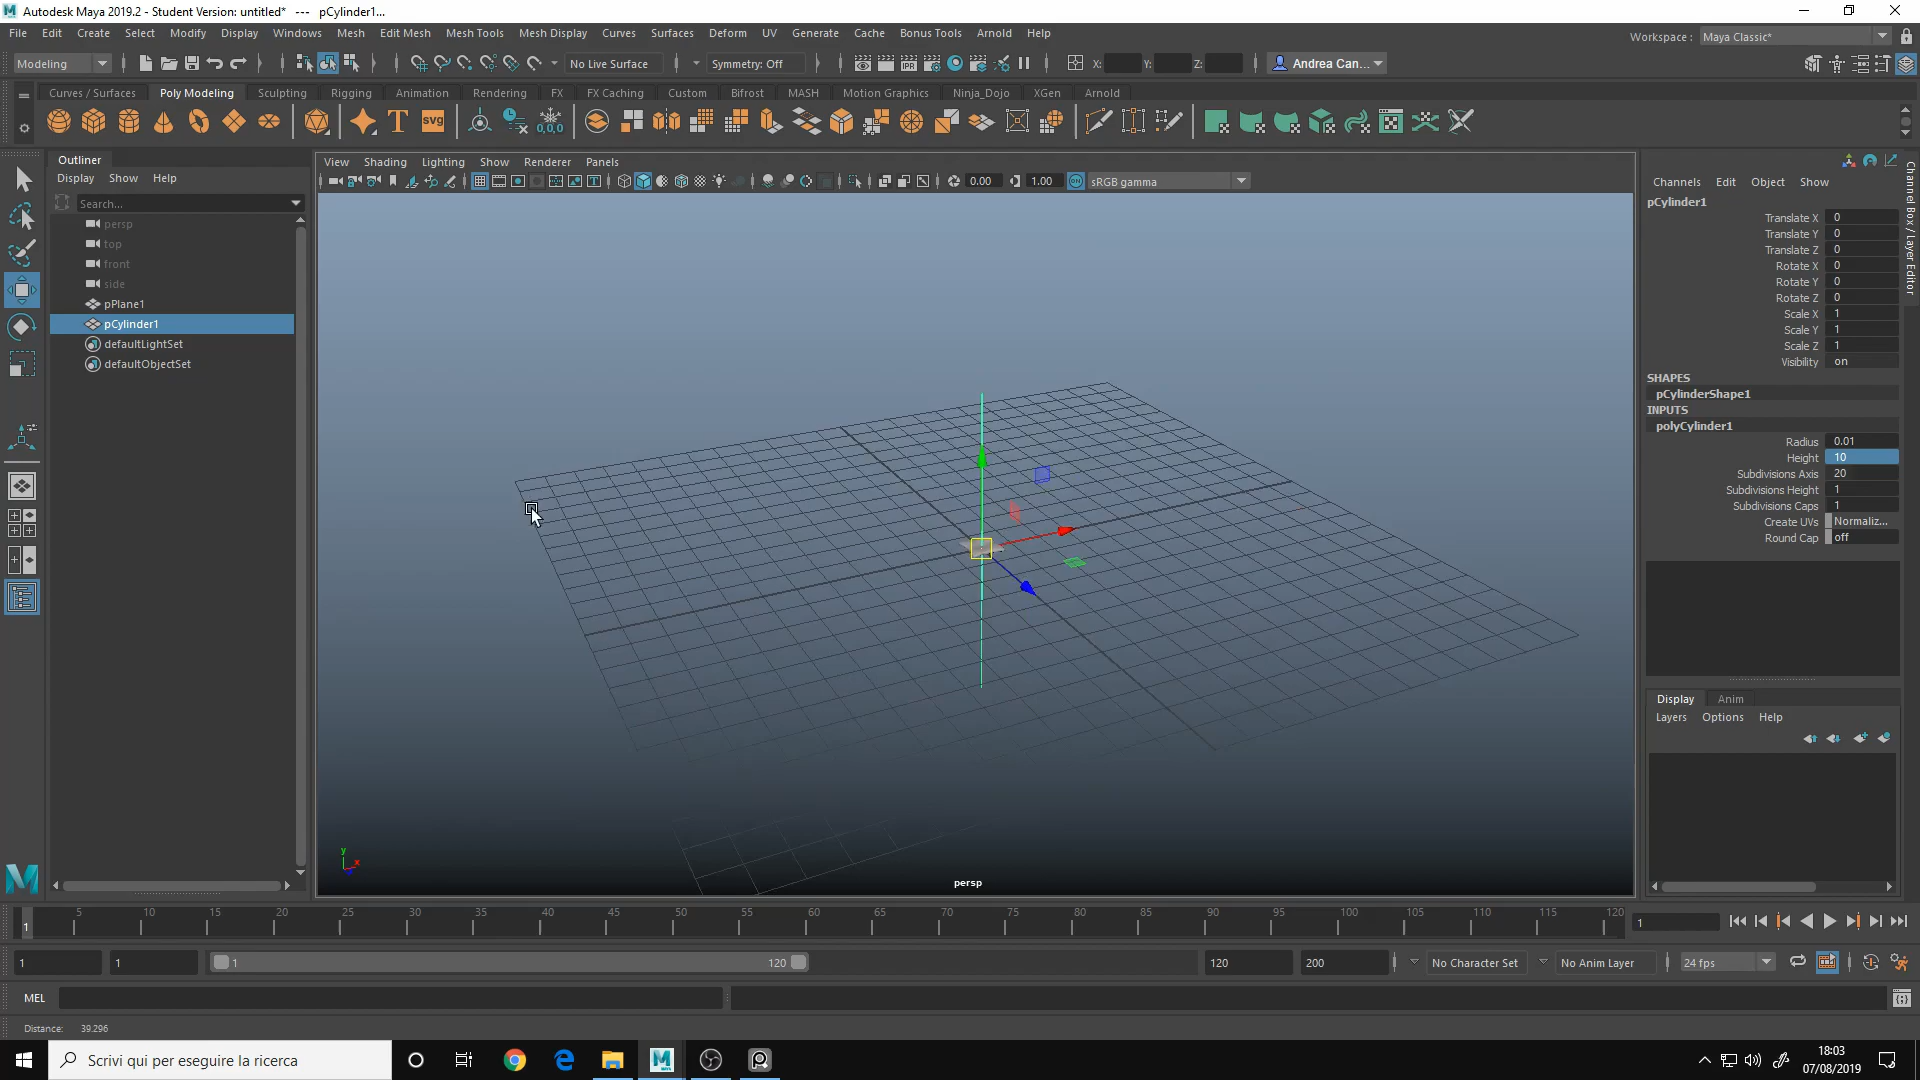 Autodesk Maya 2019.2 - Student Version: untitled*   ---   pCylinder1...
File Edit Create Select Modify Display Windows Mesh Edit Mesh Mesh Tools Mesh Display Curves Surfaces Deform UV Generate Cache Bonus Tools Arnold Help
Workspace : Maya Classic*
Modeling No Live Surface Symmetry: Off X: Y: Z: Andrea Can...
Curves / Surfaces Poly Modeling Sculpting Rigging Animation Rendering FX FX Caching Custom Bifrost MASH Motion Graphics Ninja_Dojo XGen Arnold
T svg 0,0,0
Outliner
Display Show Help
Search...
persp
top
front
side
pPlane1
pCylinder1
defaultLightSet
defaultObjectSet
View Shading Lighting Show Renderer Panels
0.00 1.00 ON sRGB gamma
y
x
persp
Channels Edit Object Show
pCylinder1
Translate X 0
Translate Y 0
Translate Z 0
Rotate X 0
Rotate Y 0
Rotate Z 0
Scale X 1
Scale Y 1
Scale Z 1
Visibility on
SHAPES
pCylinderShape1
INPUTS
polyCylinder1
Radius 0.01
Height 10
Subdivisions Axis 20
Subdivisions Height 1
Subdivisions Caps 1
Create UVs Normaliz...
Round Cap off
Channel Box / Layer Editor
Display Anim
Layers Options Help
1 5 10 15 20 25 30 35 40 45 50 55 60 65 70 75 80 85 90 95 100 105 110 115 120 1
1 1 1 120 120 200 No Character Set No Anim Layer 24 fps
MEL
Distance: 39.296
MAYA
Scrivi qui per eseguire la ricerca
18:03
07/08/2019